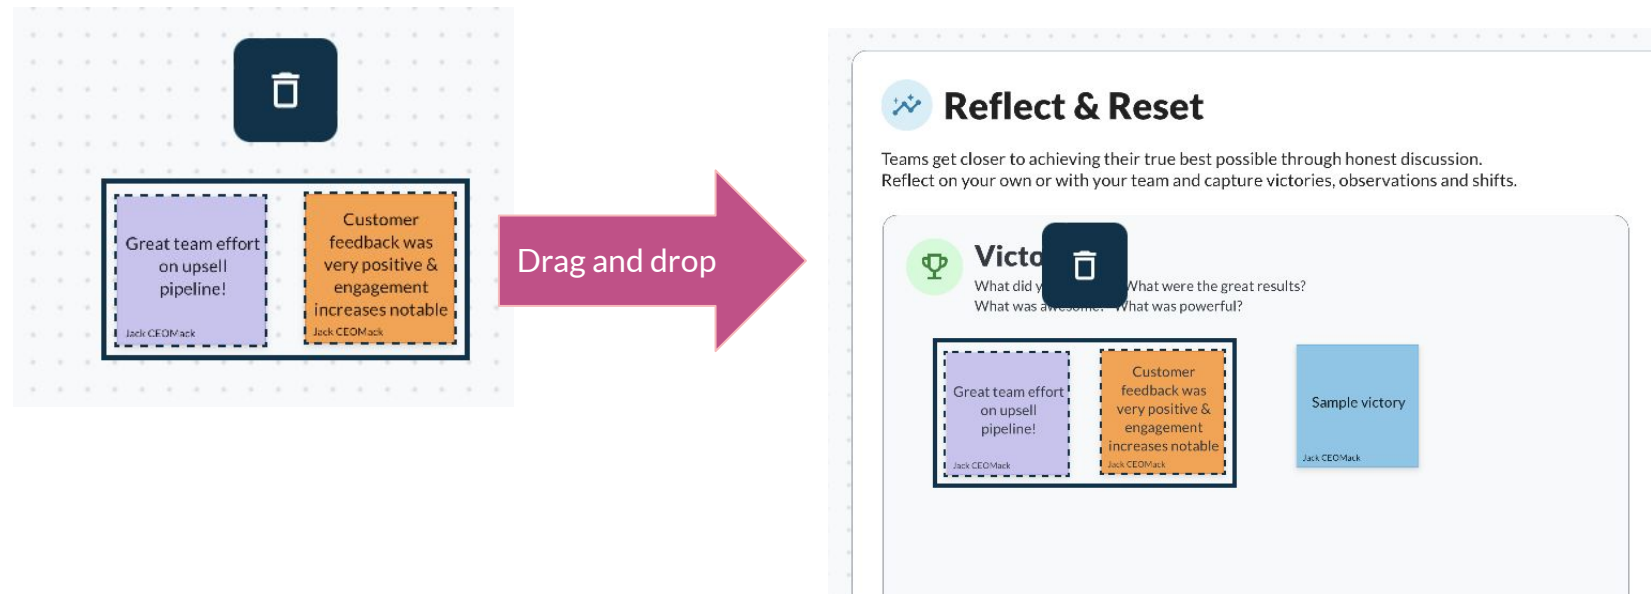 Great team effort
on upsell
pipeline!
Jack CEOMack
Customer
feedback was
very positive &
engagement
increases notable
Jack CEOMack
Drag and drop
Reflect & Reset
Teams get closer to achieving their true best possible through honest discussion.
Reflect on your own or with your team and capture victories, observations and shifts.
Victo
What did y What were the great results?
What was awesome? What was powerful?
Great team effort
on upsell
pipeline!
Jack CEOMack
Customer
feedback was
very positive &
engagement
increases notable
Jack CEOMack
Sample victory
Jack CEOMack